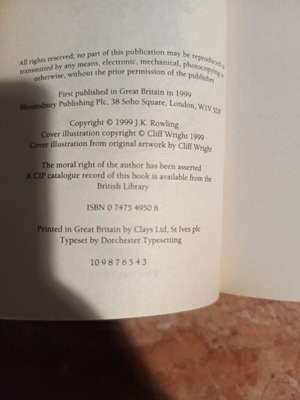 All rights reserved; no part of this publication may be reproduced or
transmitted by any means, electronic, mechanical, photocopying or
otherwise, without the prior permission of the publisher
First published in Great Britain in 1999
Bloomsbury Publishing Plc, 38 Soho Square, London, W1V 5DF
Copyright © 1999 J.K. Rowling
Cover illustration copyright © Cliff Wright 1999
Cover illustration from original artwork by Cliff Wright
The moral right of the author has been asserted
A CIP catalogue record of this book is available from the
British Library
ISBN 0 7475 4950 8
Printed in Great Britain by Clays Ltd, St Ives plc
Typeset by Dorchester Typesetting
10 9 8 7 6 5 4 3